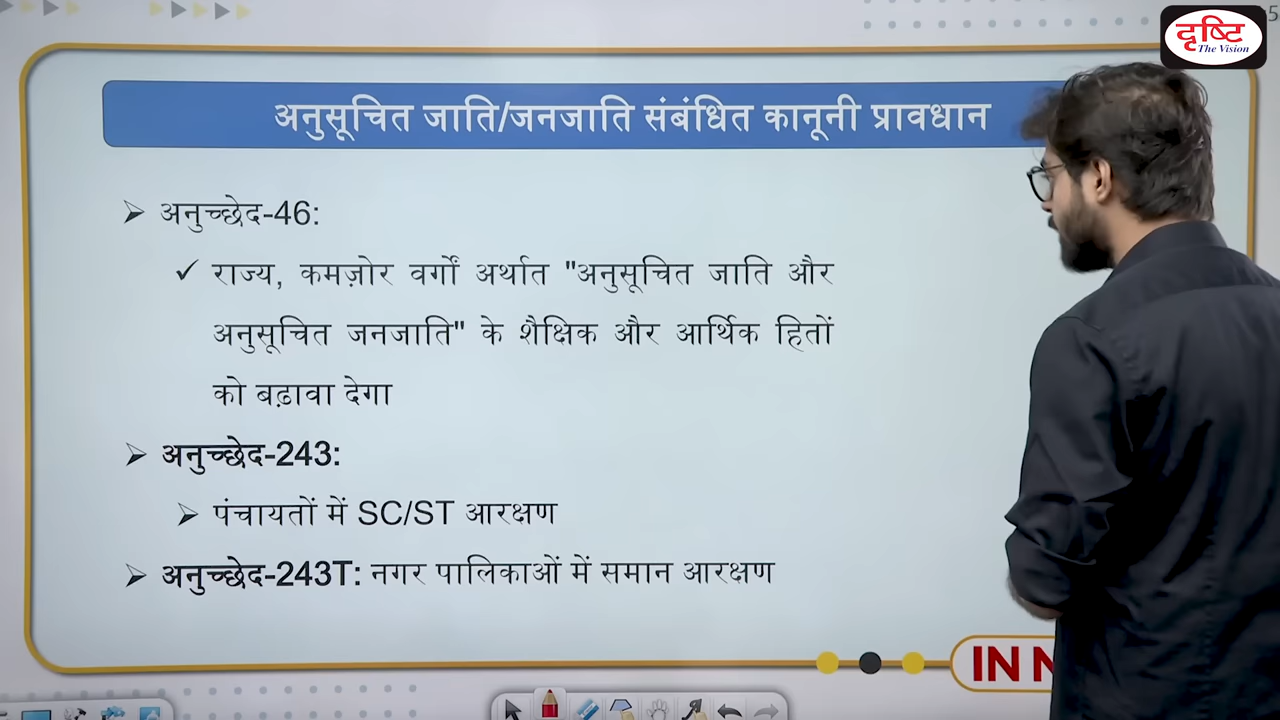 दृष्टि
The Vision
5
अनुसूचित जाति/जनजाति संबंधित कानूनी प्रावधान
➢ अनुच्छेद-46:
✓ राज्य, कमज़ोर वर्गों अर्थात "अनुसूचित जाति और
अनुसूचित जनजाति" के शैक्षिक और आर्थिक हितों
को बढ़ावा देगा
➢ अनुच्छेद-243:
➢ पंचायतों में SC/ST आरक्षण
➢ अनुच्छेद-243T: नगर पालिकाओं में समान आरक्षण
IN